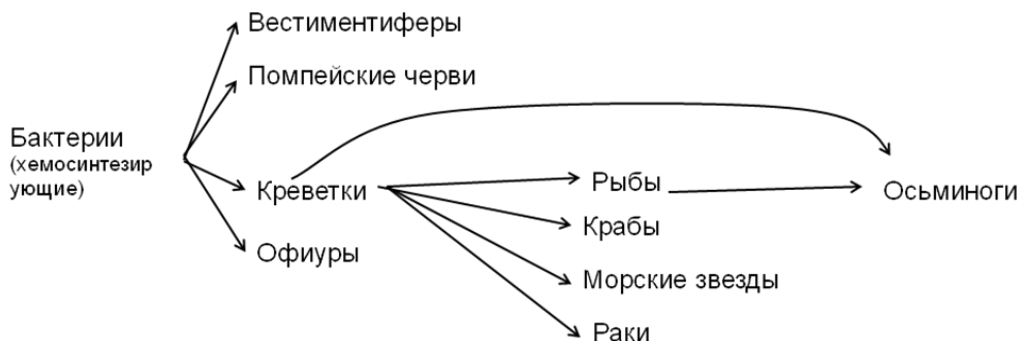 Вестиментиферы
Помпейские черви
Бактерии
(хемосинтезир
ующие)
Креветки
Рыбы
Осьминоги
Крабы
Офиуры
Морские звезды
Раки